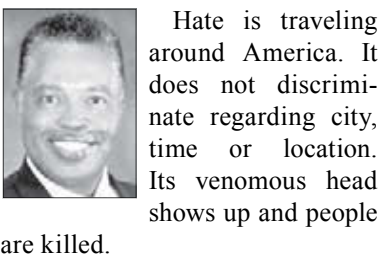 Hate is traveling
around America. It
does not discrimi-
nate regarding city,
time or location.
Its venomous head
shows up and people
are killed.